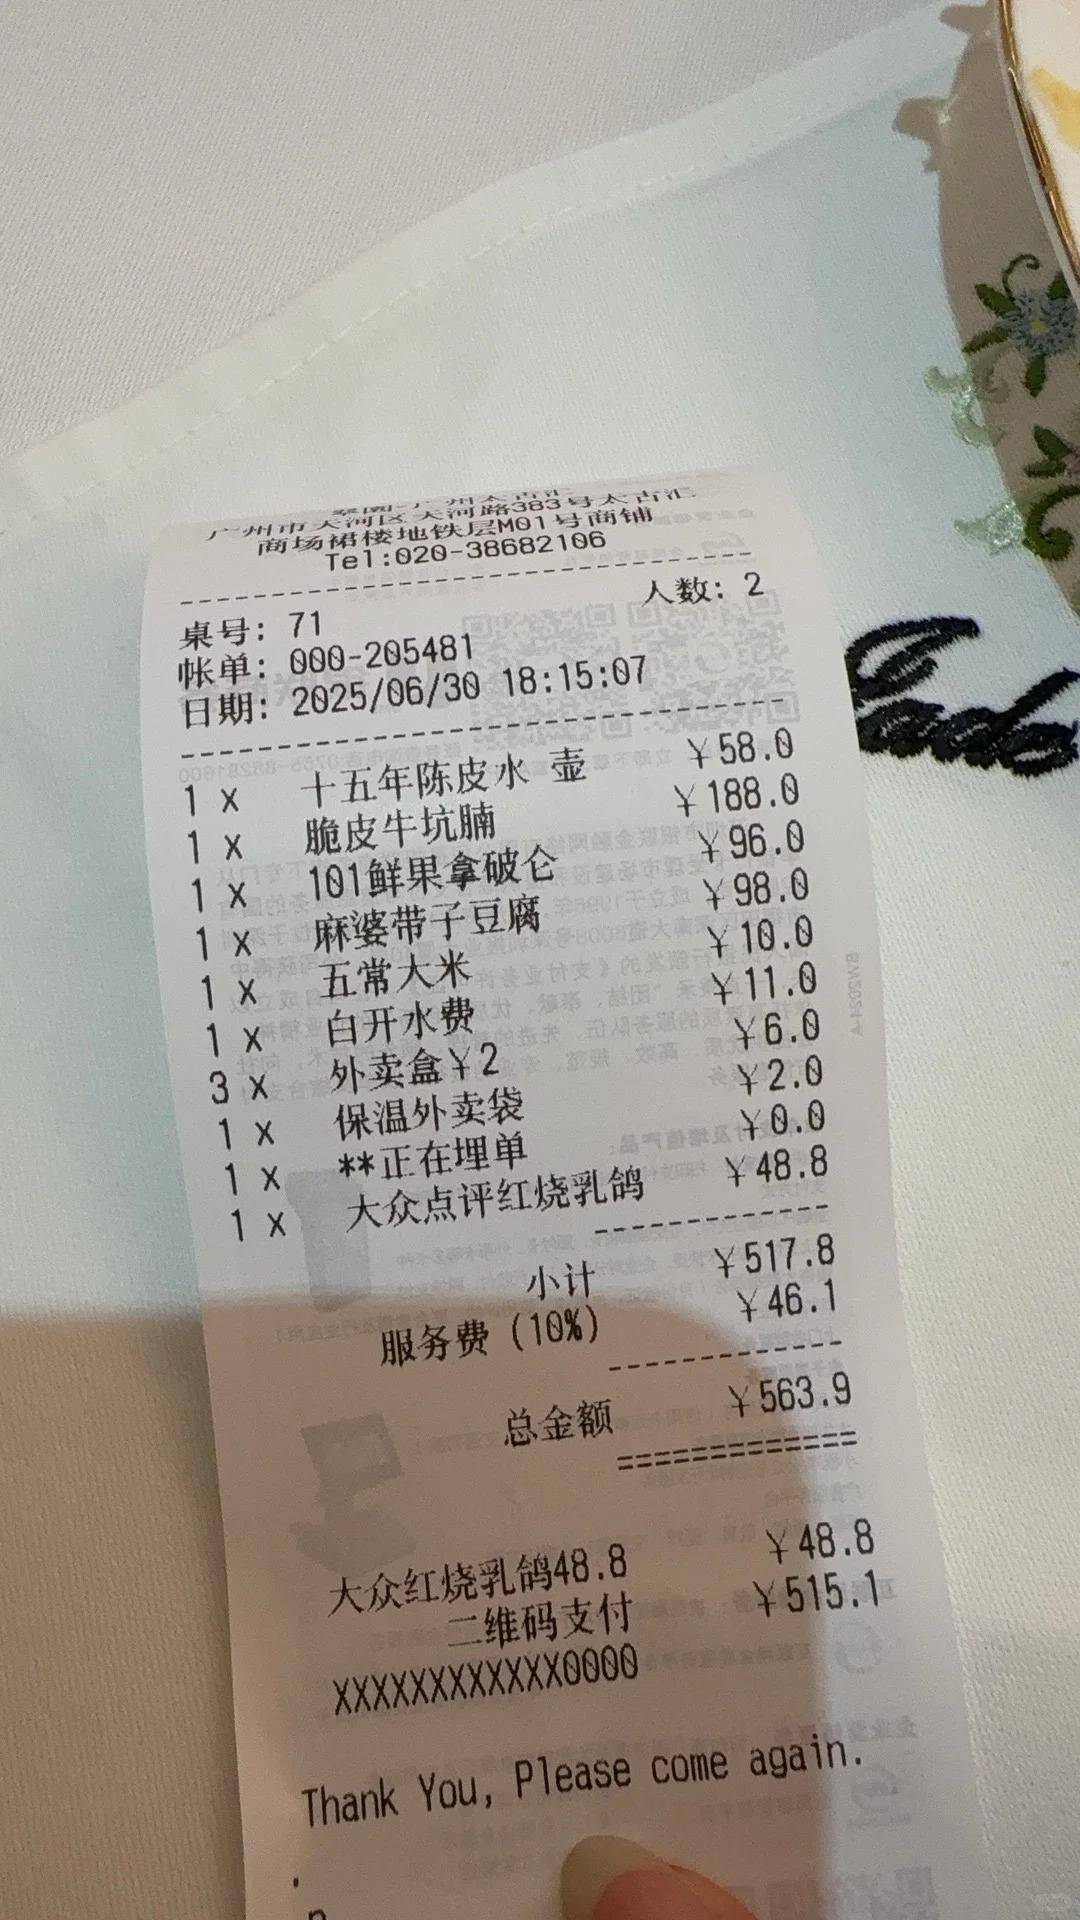 翠園-广州太古汇
广州市天河区天河路383号太古汇
商场裙楼地铁层M01号商铺
Tel:020-38682106
桌号: 71 人数: 2
帐单: 000-205481
日期: 2025/06/30 18:15:07
1 x 十五年陈皮水 壶 ¥58.0
1 x 脆皮牛坑腩 ¥188.0
1 x 101鲜果拿破仑 ¥96.0
1 x 麻婆带子豆腐 ¥98.0
1 x 五常大米 ¥10.0
1 x 白开水费 ¥11.0
3 x 外卖盒¥2 ¥6.0
1 x 保温外卖袋 ¥2.0
1 x **正在埋单 ¥0.0
1 x 大众点评红烧乳鸽 ¥48.8
小计 ¥517.8
服务费 (10%) ¥46.1
总金额 ¥563.9
=============
大众红烧乳鸽48.8 ¥48.8
二维码支付 ¥515.1
XXXXXXXXXXXX0000
Thank You, Please come again.